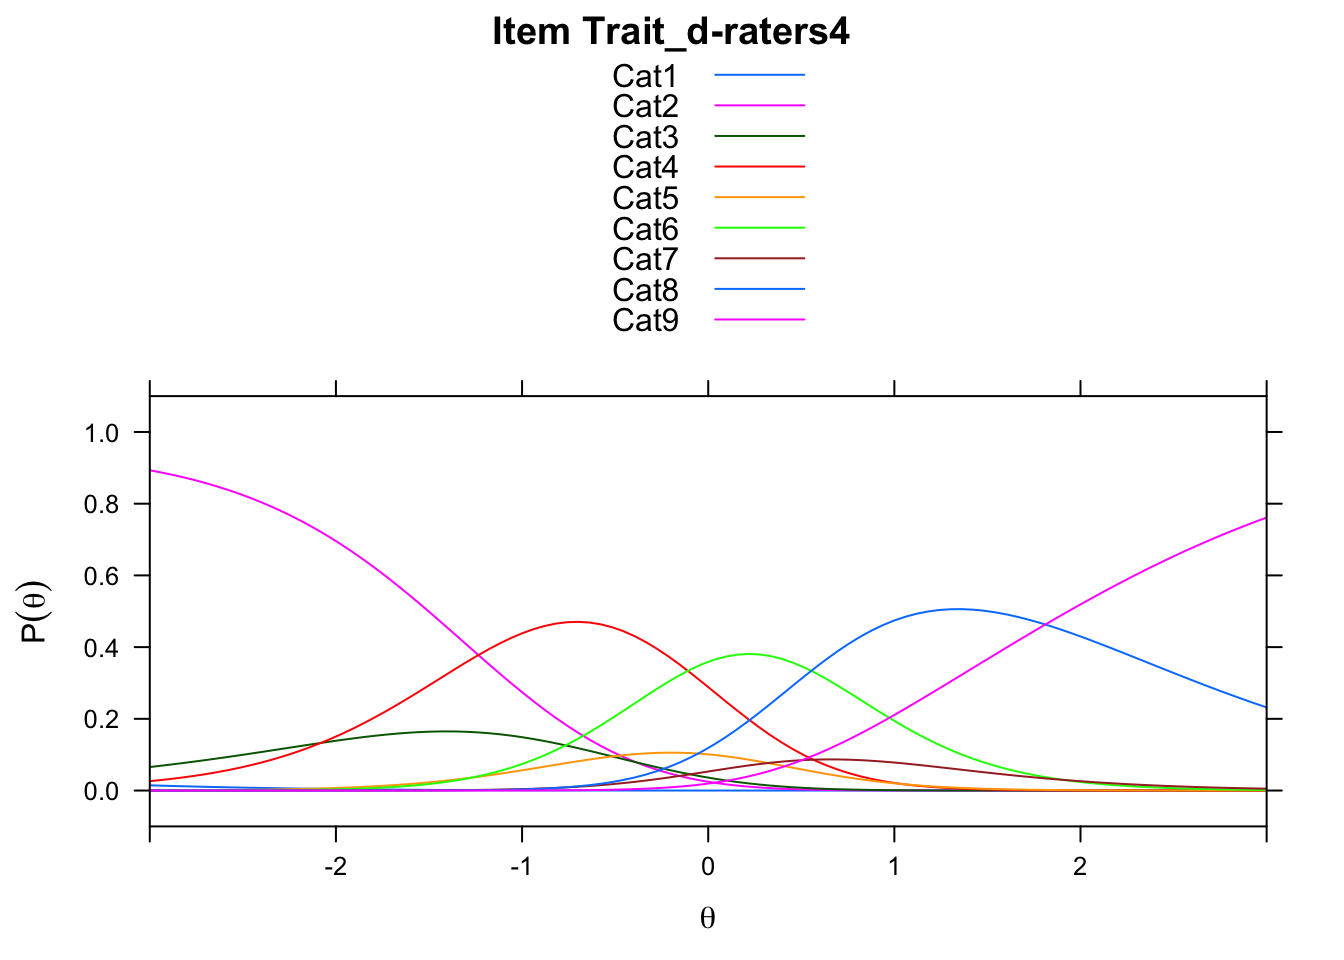 Item Trait_d-raters4
Cat1
Cat2
Cat3
Cat4
Cat5
Cat6
Cat7
Cat8
Cat9
1.0
0.8
0.6
0.4
0.2
0.0
P(θ)
-2 -1 0 1 2
θ